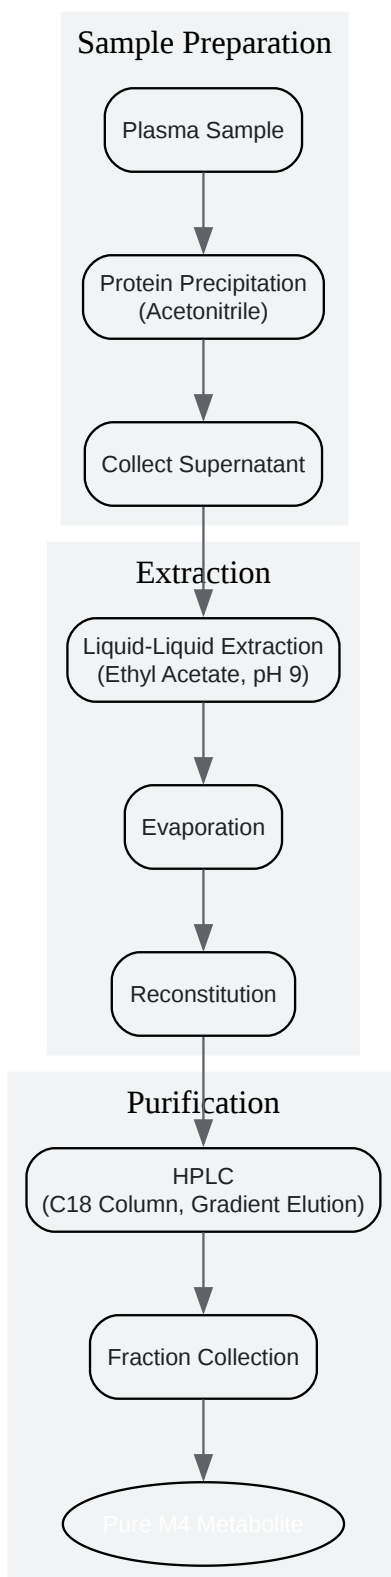 Sample Preparation
Plasma Sample
Protein Precipitation
(Acetonitrile)
Collect Supernatant
Extraction
Liquid-Liquid Extraction
(Ethyl Acetate, pH 9)
Evaporation
Reconstitution
Purification
HPLC
(C18 Column, Gradient Elution)
Fraction Collection
Pure M4 Metabolite